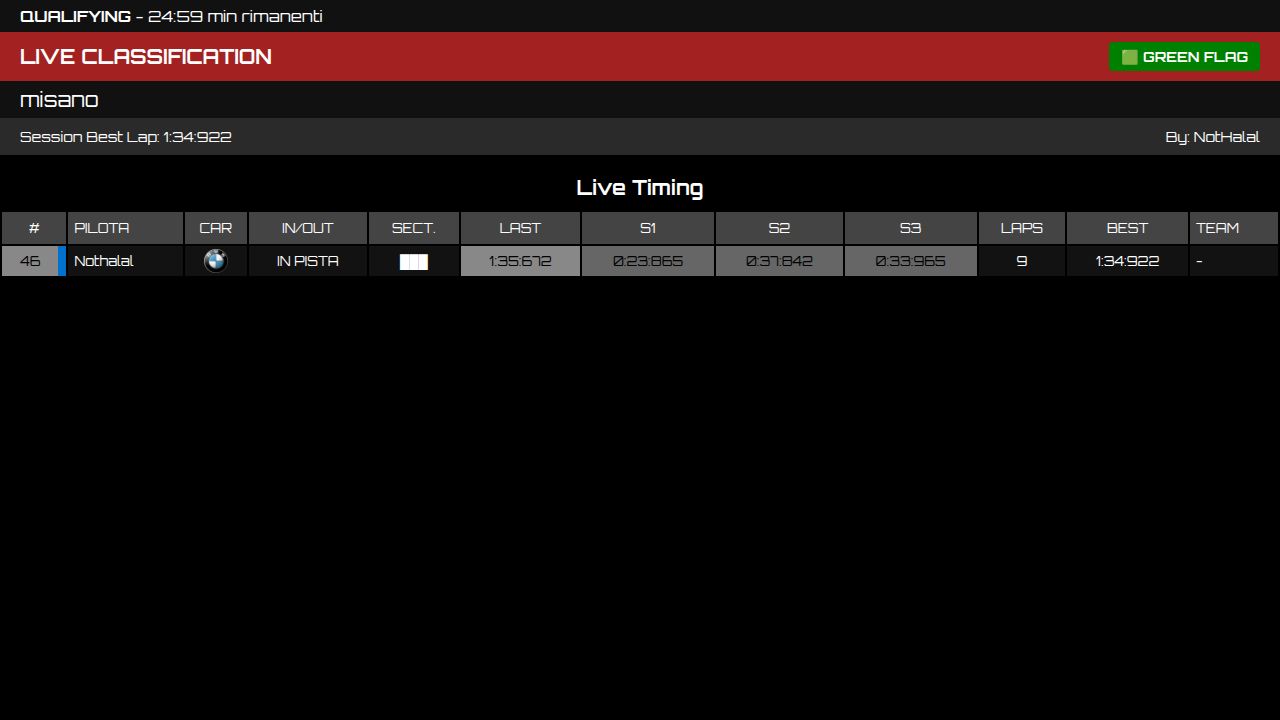 QUALIFYING - 24:59 min rimanenti
LIVE CLASSIFICATION
GREEN FLAG
misano
Session Best Lap: 1:34:922
By: NotHalal
Live Timing
# PILOTA CAR IN/OUT SECT. LAST S1 S2 S3 LAPS BEST TEAM
46 Nothalal IN PISTA 1:35:672 0:23:865 0:37:842 0:33:965 9 1:34:922 -